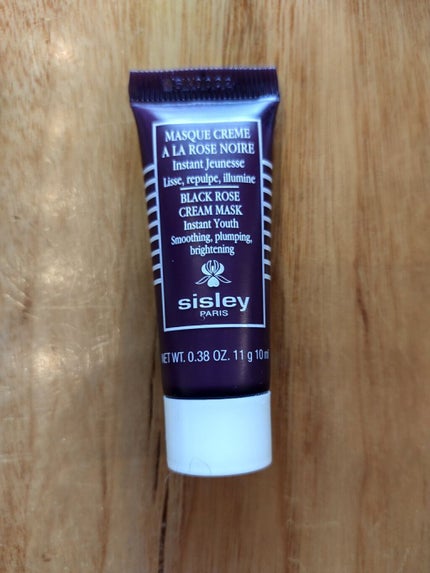 MASQUE CREME
A LA ROSE NOIRE
Instant Jeunesse
Lisse, repulpe, illumine
BLACK ROSE
CREAM MASK
Instant Youth
Smoothing, plumping,
brightening
sisley
PARIS
NET WT. 0.38 OZ. 11 g 10 ml